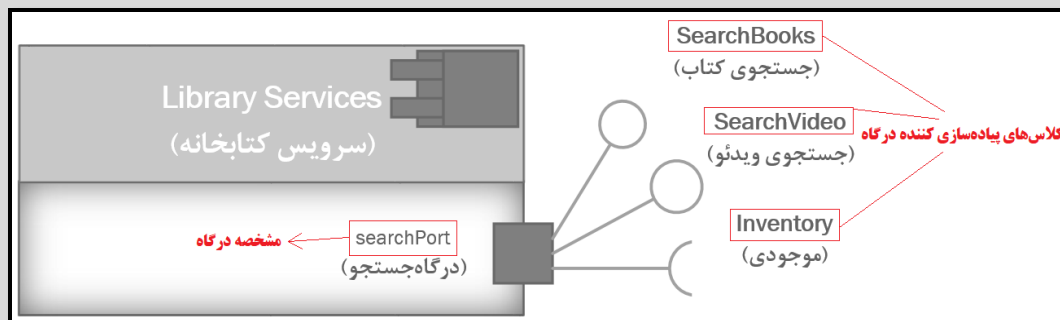 Library Services
(سرویس کتابخانه)
searchPort
(درگاه‌جستجو)
مشخصه درگاه
SearchBooks
(جستجوی کتاب)
SearchVideo
(جستجوی ویدئو)
Inventory
(موجودی)
کلاس‌های پیاده‌سازی کننده درگاه